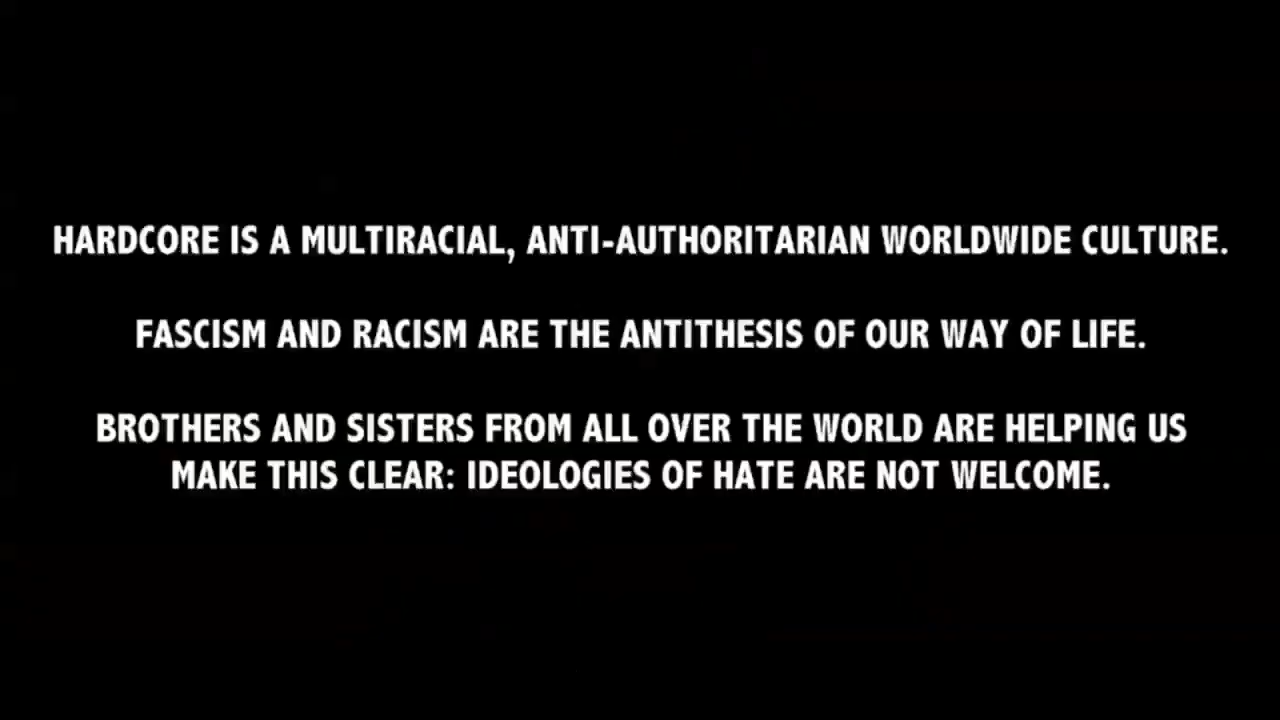 HARDCORE IS A MULTIRACIAL, ANTI-AUTHORITARIAN WORLDWIDE CULTURE.
FASCISM AND RACISM ARE THE ANTITHESIS OF OUR WAY OF LIFE.
BROTHERS AND SISTERS FROM ALL OVER THE WORLD ARE HELPING US
MAKE THIS CLEAR: IDEOLOGIES OF HATE ARE NOT WELCOME.